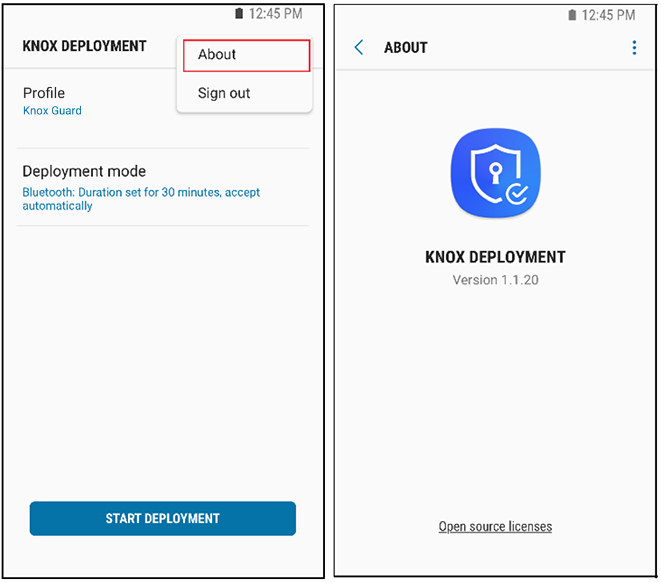 12:45 PM
KNOX DEPLOYMENT
About
Sign out
Profile
Knox Guard
Deployment mode
Bluetooth: Duration set for 30 minutes, accept
automatically
START DEPLOYMENT
12:45 PM
ABOUT
KNOX DEPLOYMENT
Version 1.1.20
Open source licenses